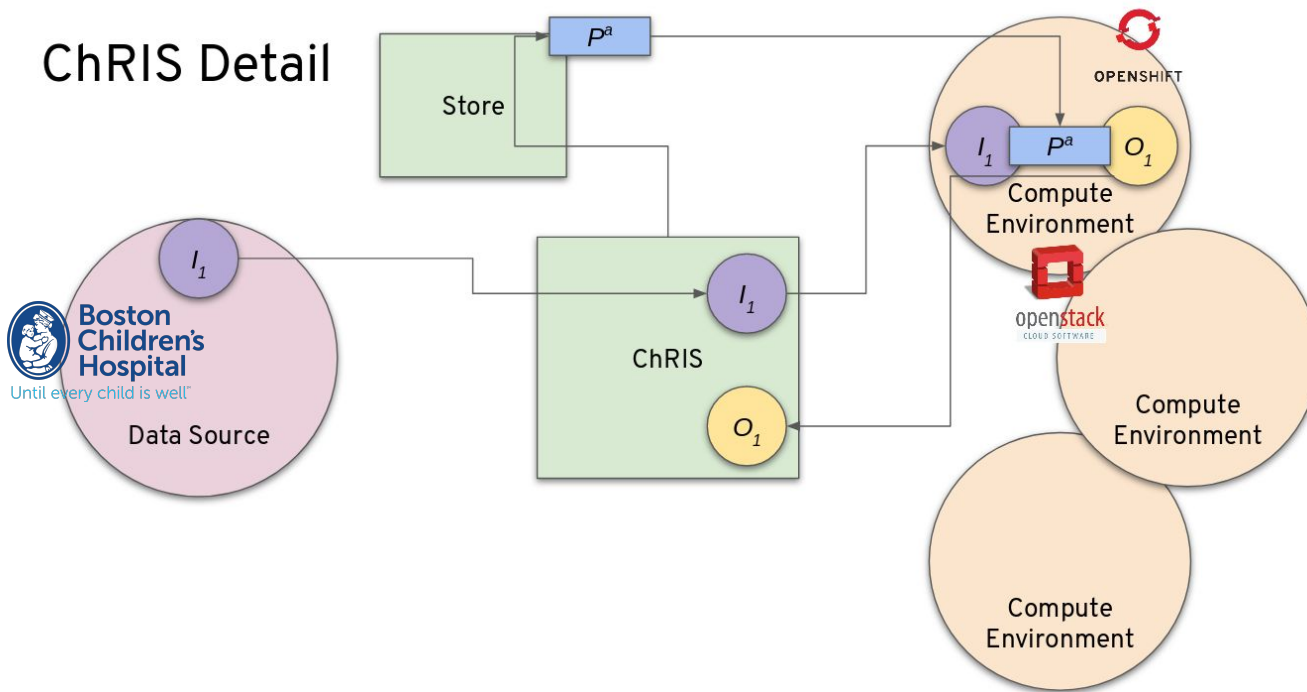 ChRIS Detail
Pᵃ
OPENSHIFT
Store
I₁
Pᵃ
O₁
Compute
Environment
I₁
I₁
openstack
CLOUD SOFTWARE
Boston
Children's
Hospital
Until every child is well™
ChRIS
Data Source
O₁
Compute
Environment
Compute
Environment